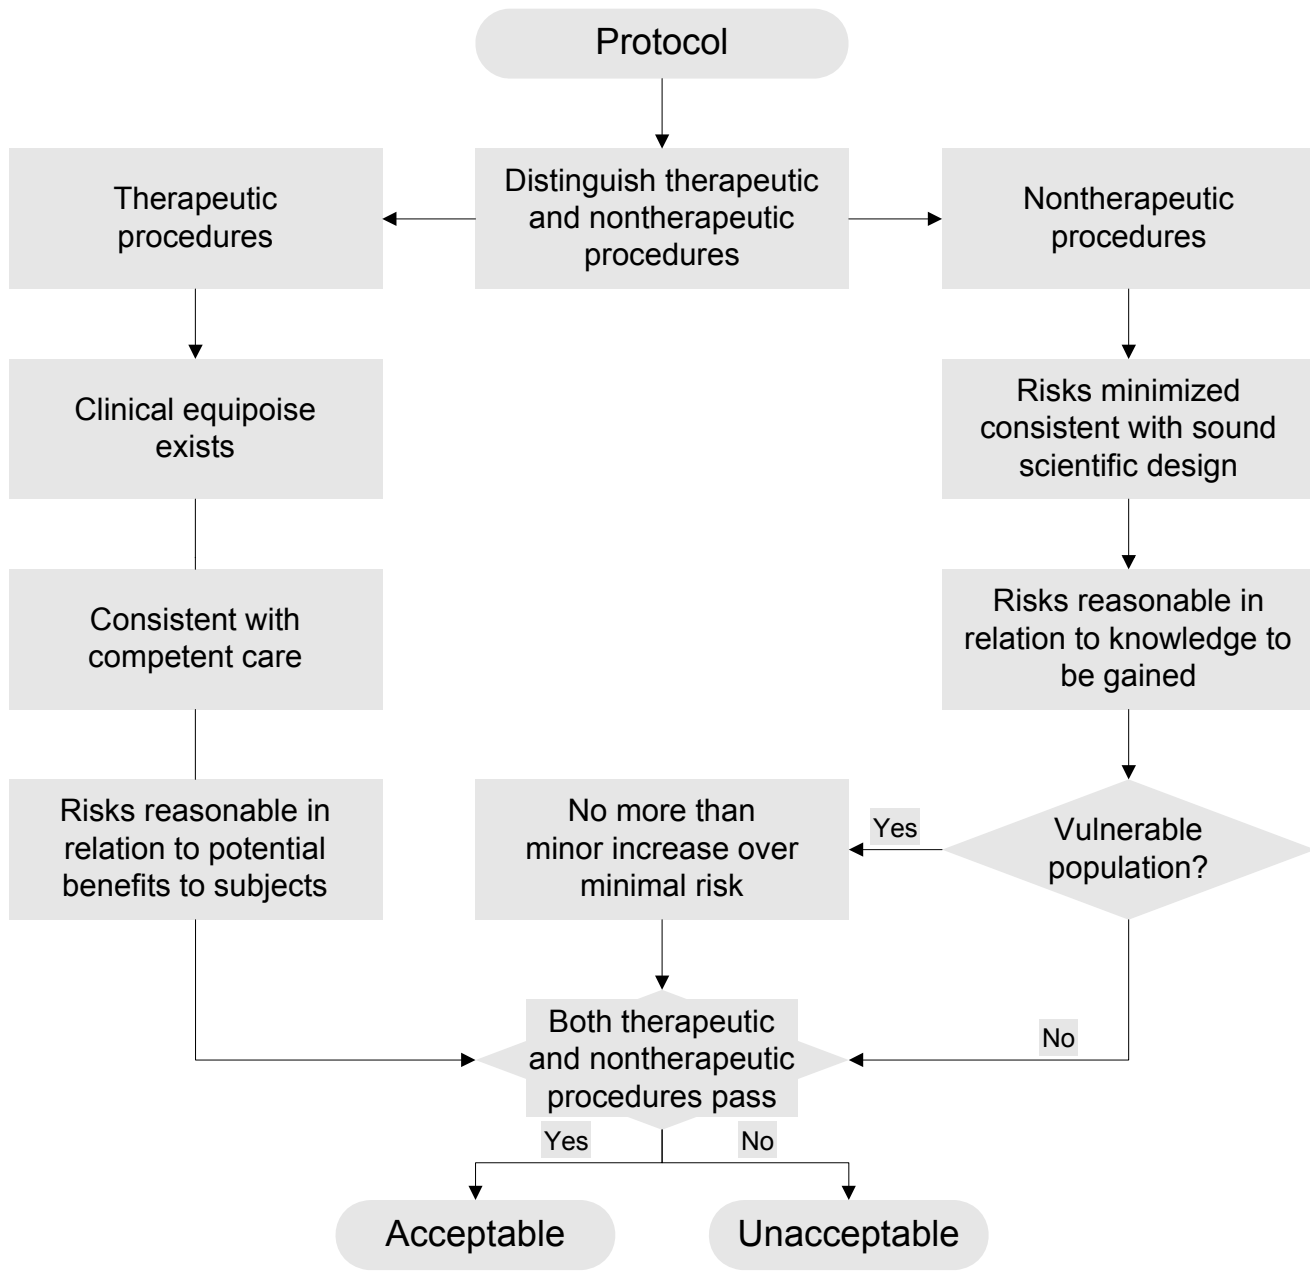 Protocol
Therapeutic
procedures
Distinguish therapeutic
and nontherapeutic
procedures
Nontherapeutic
procedures
Clinical equipoise
exists
Risks minimized
consistent with sound
scientific design
Consistent with
competent care
Risks reasonable in
relation to knowledge to
be gained
Risks reasonable in
relation to potential
benefits to subjects
No more than
minor increase over
minimal risk
Yes
Vulnerable
population?
Both therapeutic
and nontherapeutic
procedures pass
No
Yes
No
Acceptable
Unacceptable